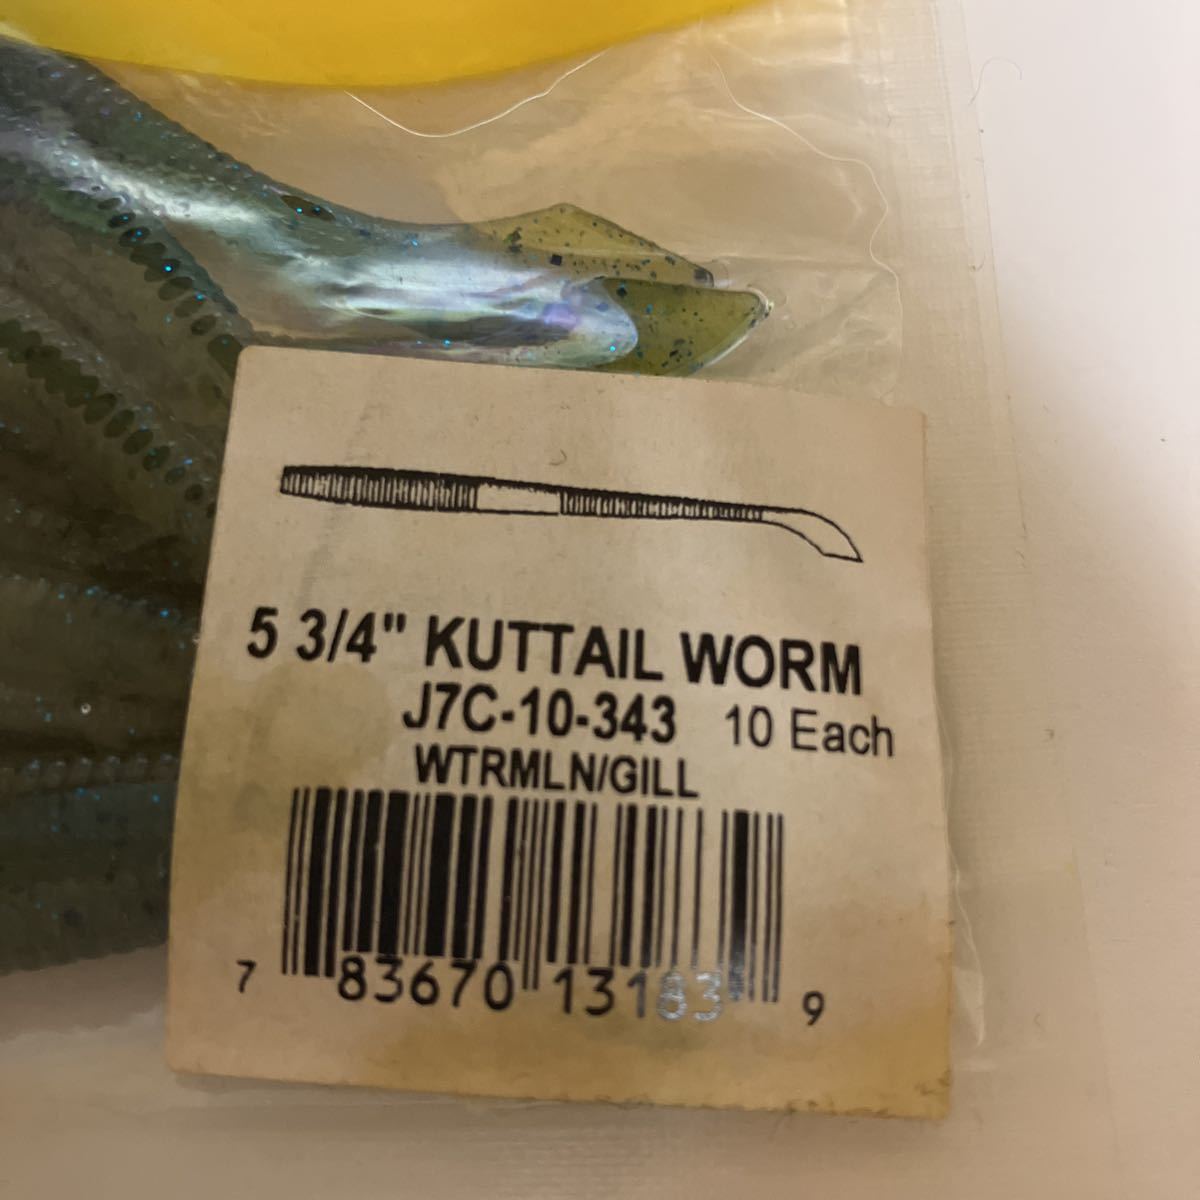 5 3/4" KUTTAIL WORM
J7C-10-343 10 Each
WTRMLN/GILL
7 83670 13183 9